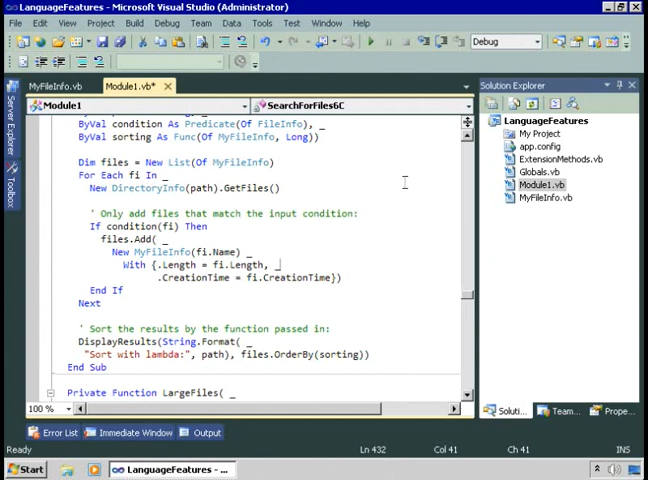 LanguageFeatures - Microsoft Visual Studio (Administrator)
File Edit View Project Build Debug Team Data Tools Test Window Help
Debug
MyFileInfo.vb Module1.vb*
Module1 SearchForFiles6C
ByVal condition As Predicate(Of FileInfo), _
ByVal sorting As Func(Of MyFileInfo, Long))
Dim files = New List(Of MyFileInfo)
For Each fi In _
New DirectoryInfo(path).GetFiles()
' Only add files that match the input condition:
If condition(fi) Then
files.Add( _
New MyFileInfo(fi.Name) _
With {.Length = fi.Length, _
.CreationTime = fi.CreationTime})
End If
Next
' Sort the results by the function passed in:
DisplayResults(String.Format( _
"Sort with lambda:", path), files.OrderBy(sorting))
End Sub
Private Function LargeFiles( _
100 %
Server Explorer
Toolbox
Solution Explorer
LanguageFeatures
My Project
app.config
ExtensionMethods.vb
Globals.vb
Module1.vb
MyFileInfo.vb
Soluti... Team... Prope...
Error List Immediate Window Output
Ready Ln 432 Col 41 Ch 41 INS
Start LanguageFeatures - ...